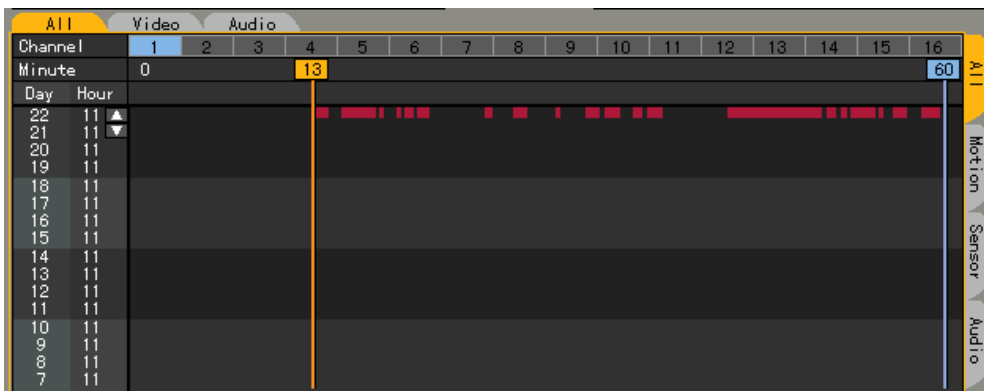 All Video Audio
Channel 1 2 3 4 5 6 7 8 9 10 11 12 13 14 15 16
Minute 0 13 60
Day Hour
22 11
21 11
20 11
19 11
18 11
17 11
16 11
15 11
14 11
13 11
12 11
11 11
10 11
9 11
8 11
7 11
All
Motion
Sensor
Audio